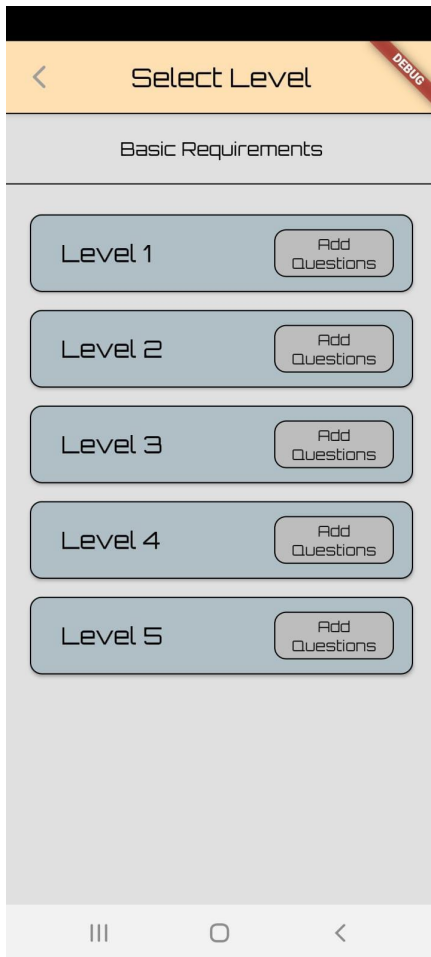 Select Level
DEBUG
Basic Requirements
Level 1
Add
Questions
Level 2
Add
Questions
Level 3
Add
Questions
Level 4
Add
Questions
Level 5
Add
Questions